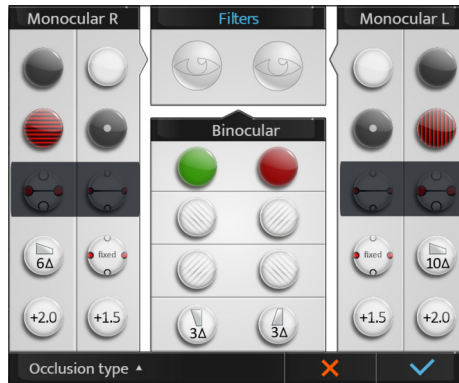 Monocular R
Filters
Monocular L
Binocular
6Δ
fixed
fixed
10Δ
+2.0
+1.5
3Δ
3Δ
+1.5
+2.0
Occlusion type